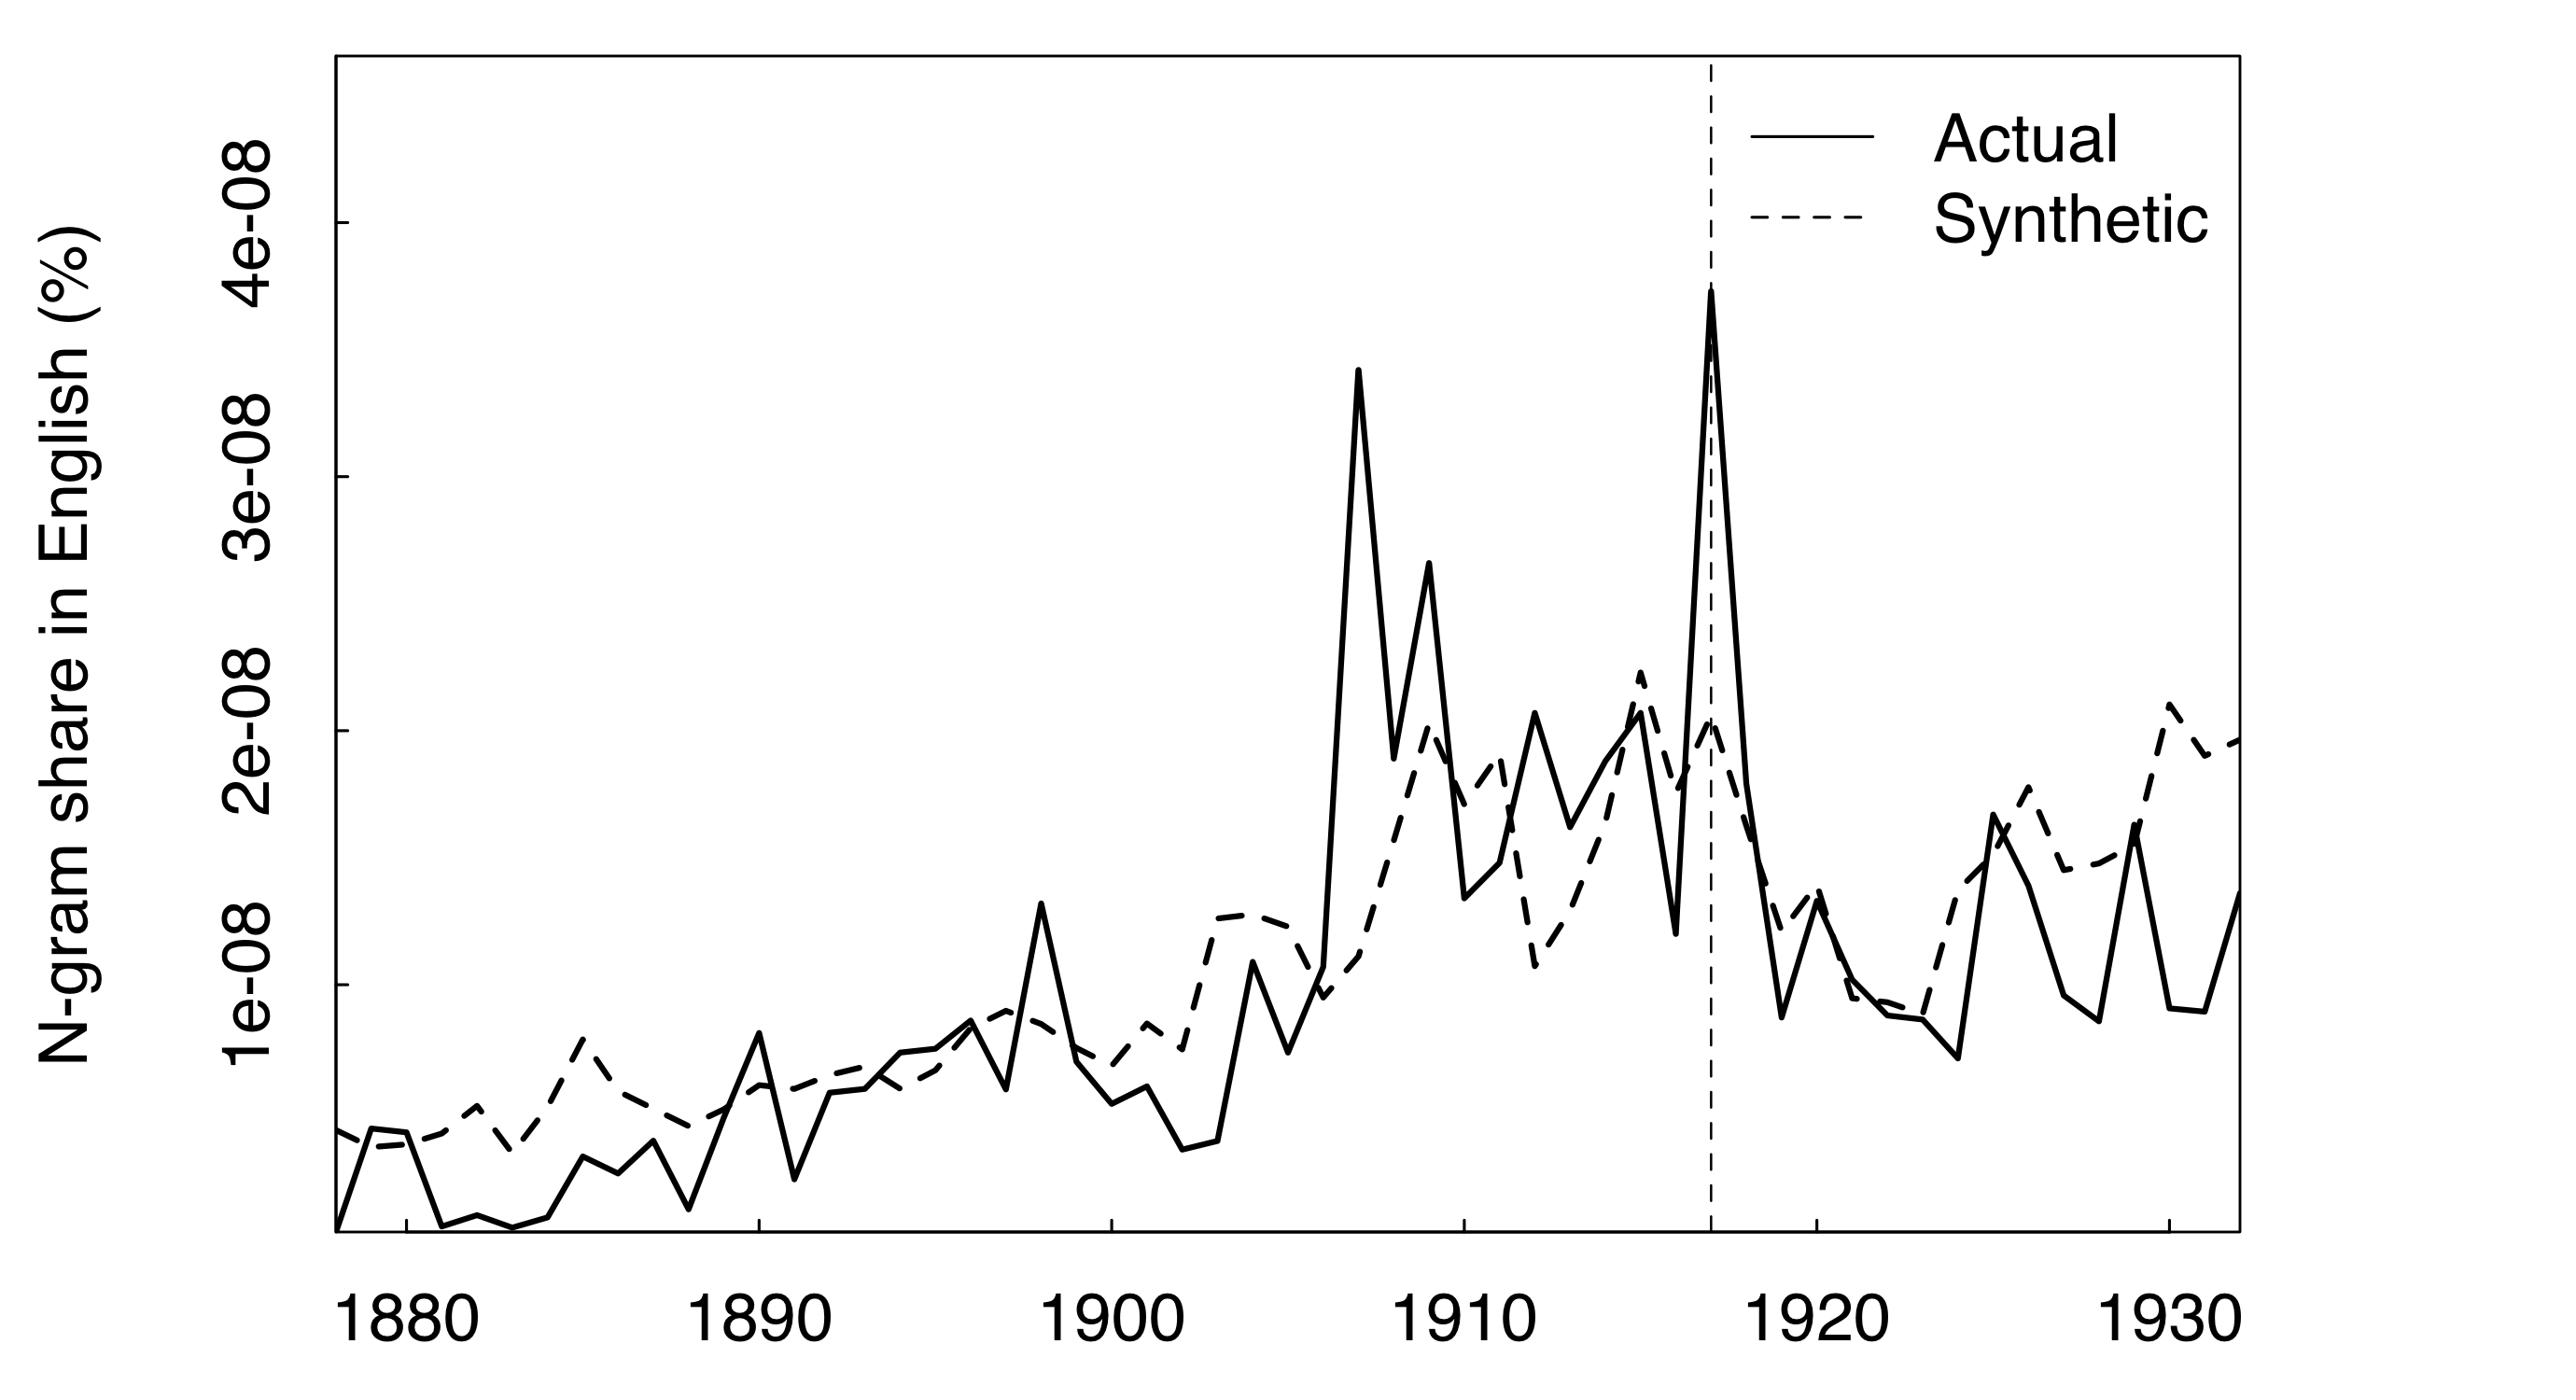 N-gram share in English (%)
4e-08
3e-08
2e-08
1e-08
Actual
Synthetic
1880 1890 1900 1910 1920 1930